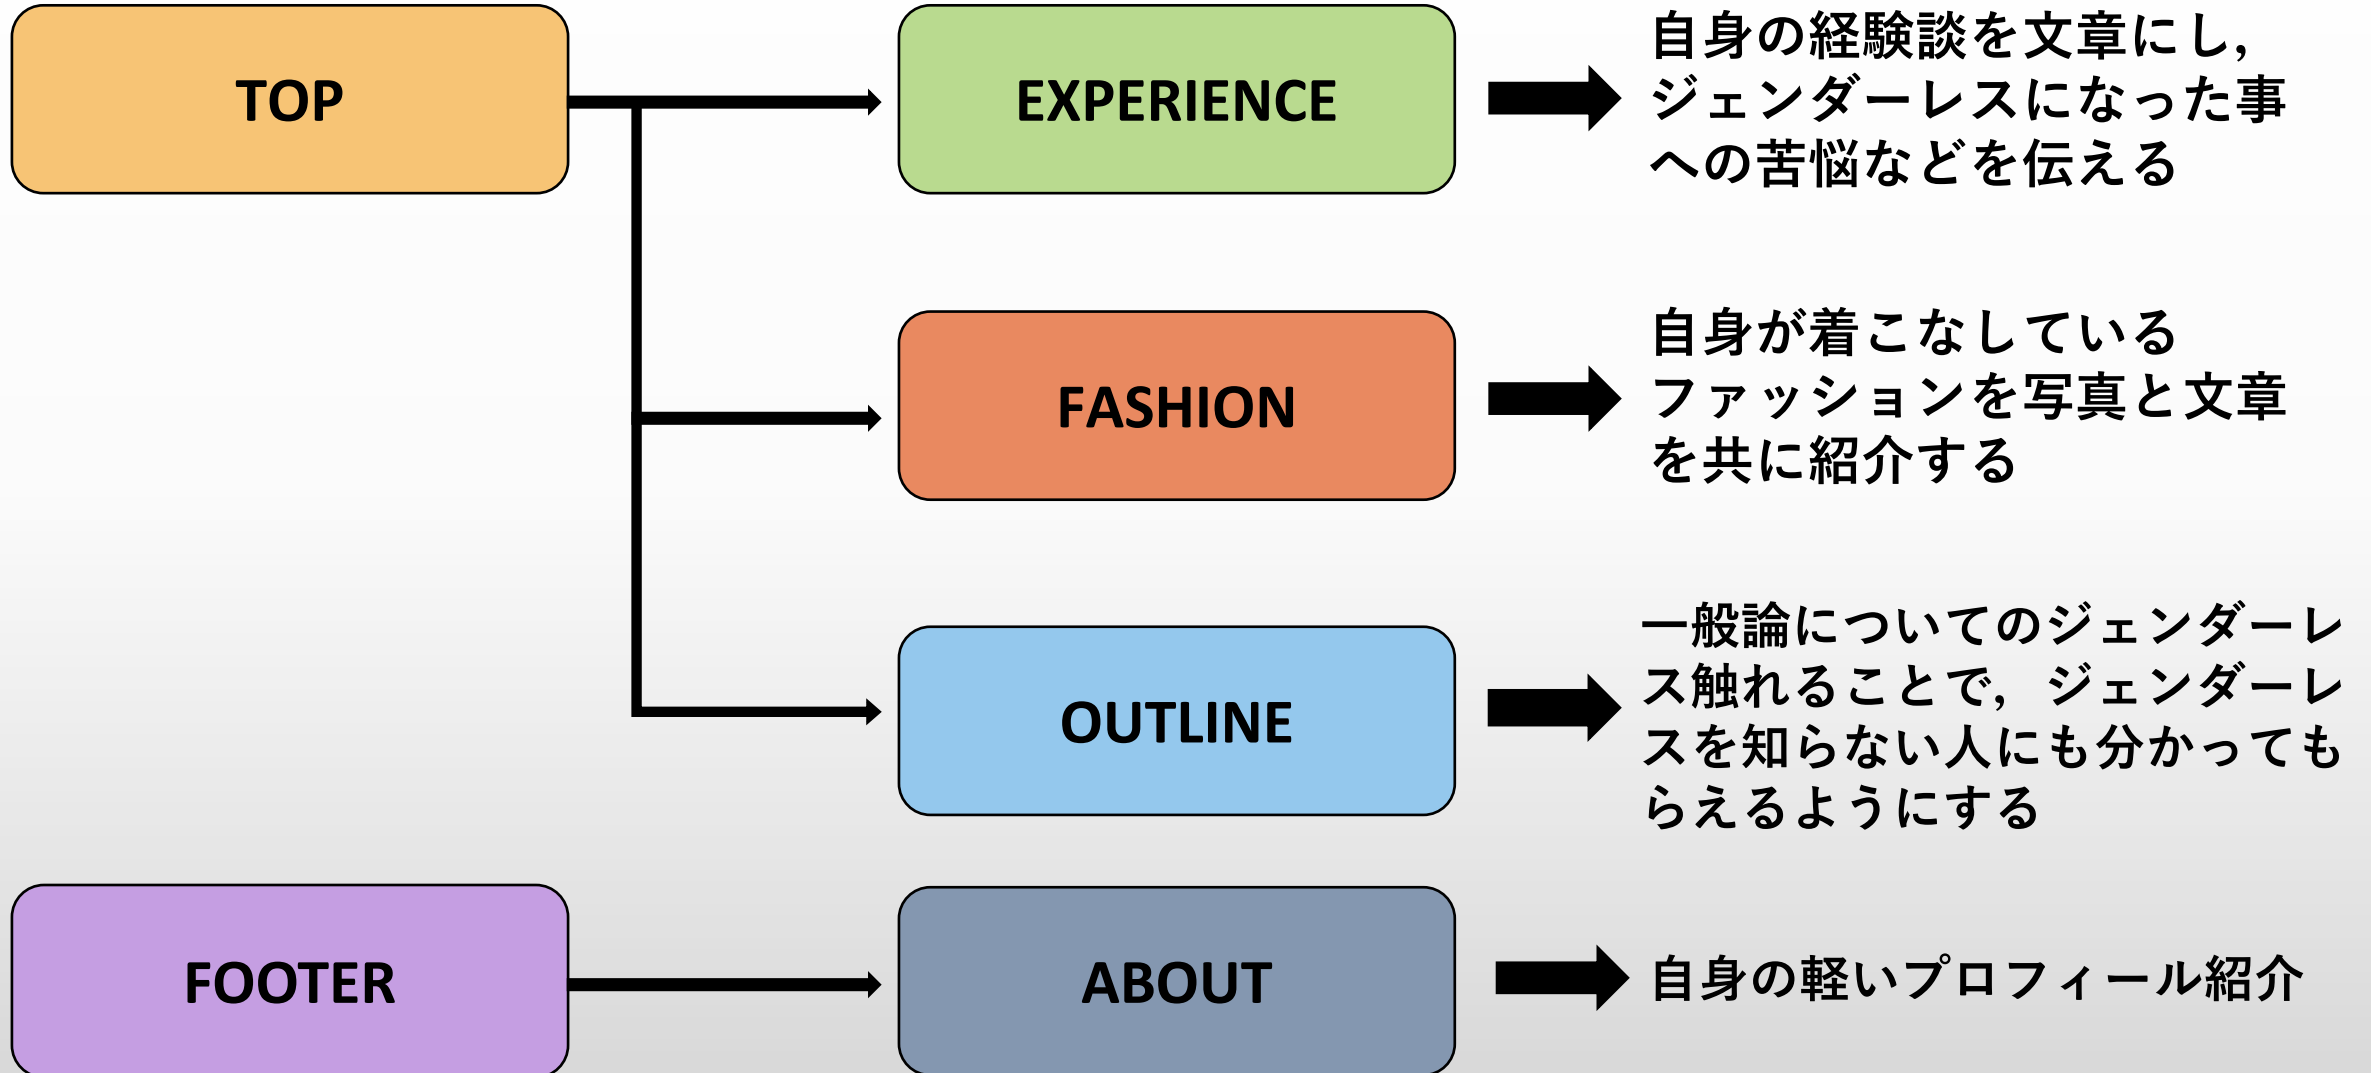 TOP
EXPERIENCE
自身の経験談を文章にし,
ジェンダーレスになった事
への苦悩などを伝える
FASHION
自身が着こなしている
ファッションを写真と文章
を共に紹介する
OUTLINE
一般論についてのジェンダーレ
ス触れることで, ジェンダーレ
スを知らない人にも分かっても
らえるようにする
FOOTER
ABOUT
自身の軽いプロフィール紹介